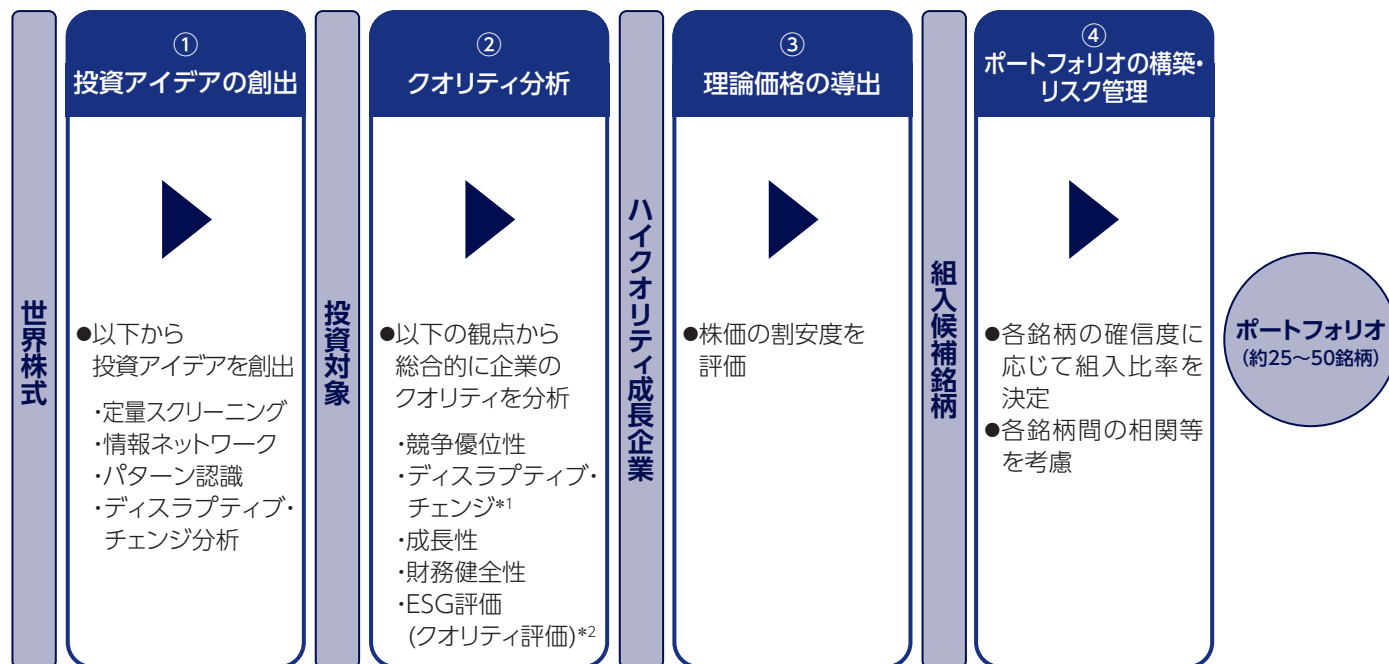 世界株式
①
投資アイデアの創出
●以下から
投資アイデアを創出
・定量スクリーニング
・情報ネットワーク
・パターン認識
・ディスラプティブ・
チェンジ分析
投資対象
②
クオリティ分析
●以下の観点から
総合的に企業の
クオリティを分析
・競争優位性
・ディスラプティブ・
チェンジ*1
・成長性
・財務健全性
・ESG評価
(クオリティ評価)*2
ハイクオリティ成長企業
③
理論価格の導出
●株価の割安度を
評価
組入候補銘柄
④
ポートフォリオの構築・
リスク管理
●各銘柄の確信度に
応じて組入比率を
決定
●各銘柄間の相関等
を考慮
ポートフォリオ
(約25～50銘柄)